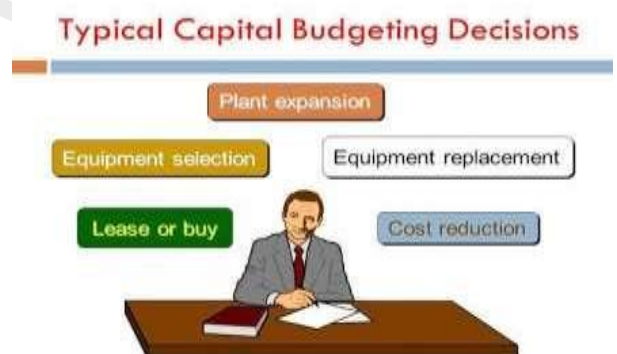 Typical Capital Budgeting Decisions
Plant expansion
Equipment selection
Equipment replacement
Lease or buy
Cost reduction